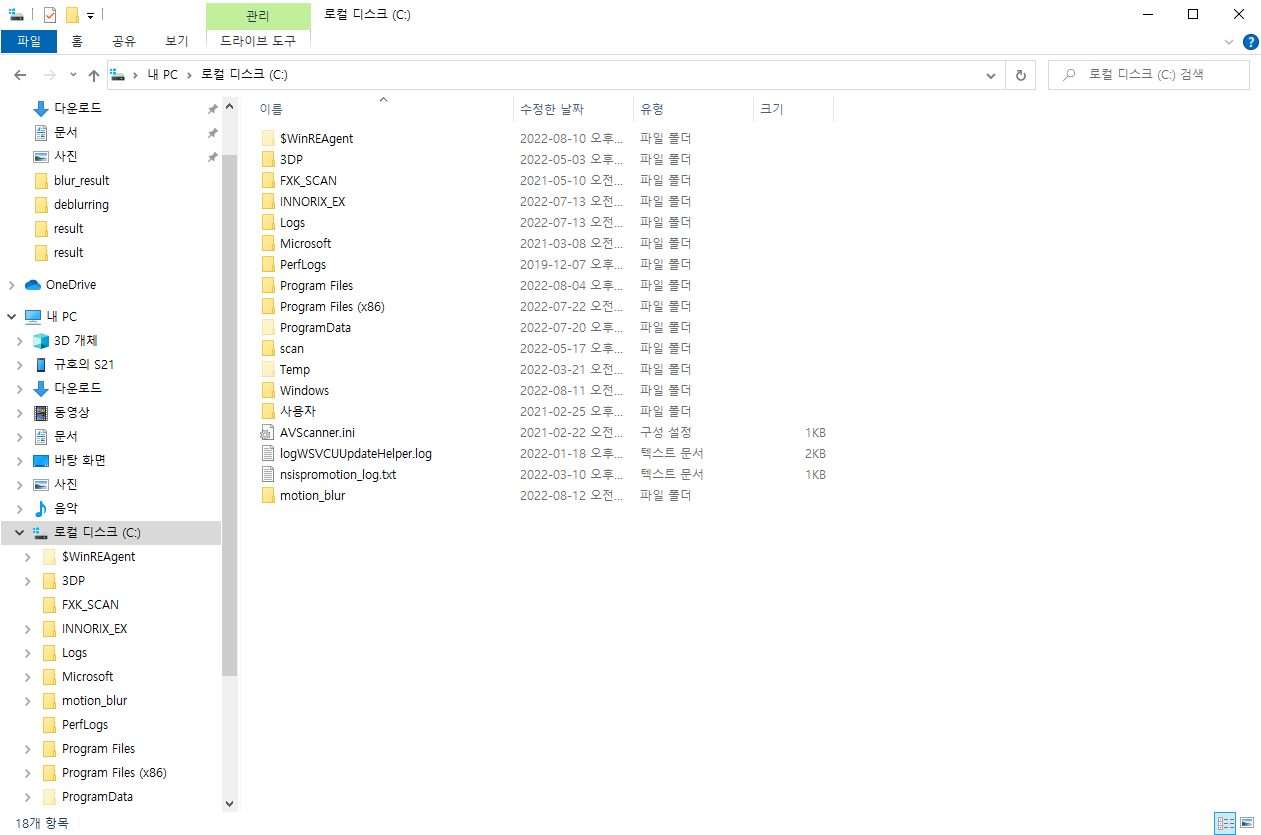 관리
로컬 디스크 (C:)
파일 홈 공유 보기 드라이브 도구
내 PC 로컬 디스크 (C:)
로컬 디스크 (C:) 검색
다운로드
문서
사진
blur_result
deblurring
result
result
OneDrive
내 PC
3D 개체
규호의 S21
다운로드
동영상
문서
바탕 화면
사진
음악
로컬 디스크 (C:)
$WinREAgent
3DP
FXK_SCAN
INNORIX_EX
Logs
Microsoft
motion_blur
PerfLogs
Program Files
Program Files (x86)
ProgramData
이름 수정한 날짜 유형 크기
$WinREAgent 2022-08-10 오후... 파일 폴더
3DP 2022-05-03 오후... 파일 폴더
FXK_SCAN 2021-05-10 오전... 파일 폴더
INNORIX_EX 2022-07-13 오전... 파일 폴더
Logs 2022-07-13 오전... 파일 폴더
Microsoft 2021-03-08 오전... 파일 폴더
PerfLogs 2019-12-07 오후... 파일 폴더
Program Files 2022-08-04 오후... 파일 폴더
Program Files (x86) 2022-07-22 오전... 파일 폴더
ProgramData 2022-07-20 오후... 파일 폴더
scan 2022-05-17 오후... 파일 폴더
Temp 2022-03-21 오전... 파일 폴더
Windows 2022-08-11 오전... 파일 폴더
사용자 2021-02-25 오후... 파일 폴더
AVScanner.ini 2021-02-22 오전... 구성 설정 1KB
logWSVCUUpdateHelper.log 2022-01-18 오후... 텍스트 문서 2KB
nsispromotion_log.txt 2022-03-10 오전... 텍스트 문서 1KB
motion_blur 2022-08-12 오전... 파일 폴더
18개 항목